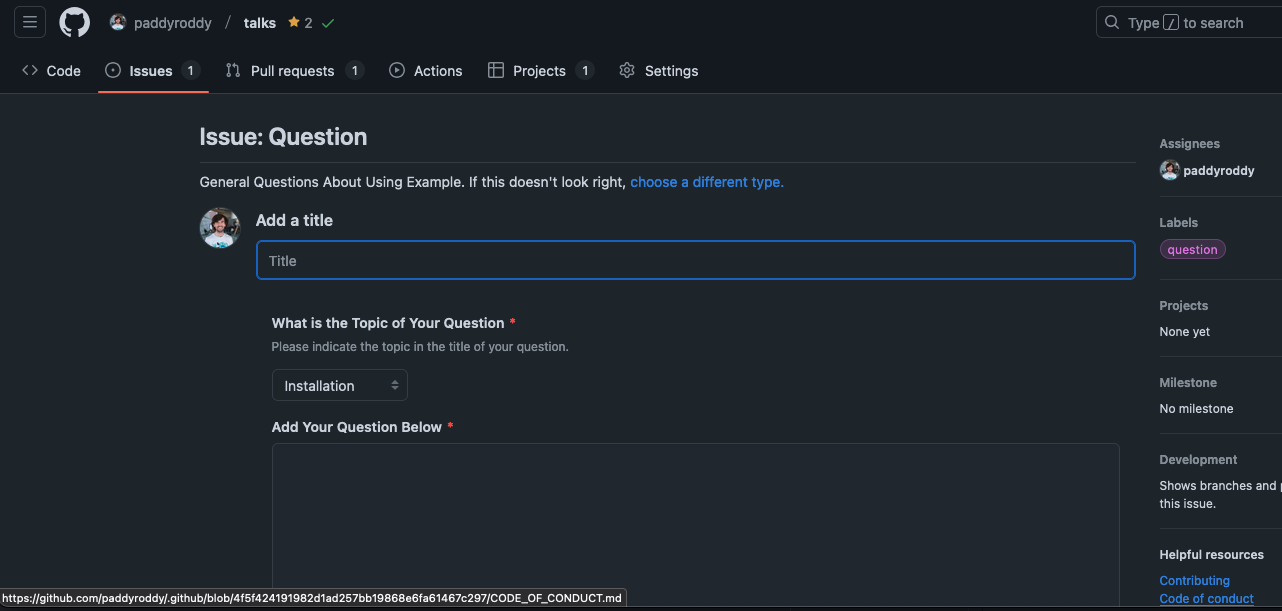 paddyroddy / talks 2
Type / to search
Code Issues 1 Pull requests 1 Actions Projects 1 Settings
Issue: Question
General Questions About Using Example. If this doesn't look right, choose a different type.
Add a title
Title
What is the Topic of Your Question *
Please indicate the topic in the title of your question.
Installation
Add Your Question Below *
Assignees
paddyroddy
Labels
question
Projects
None yet
Milestone
No milestone
Development
Shows branches and
this issue.
Helpful resources
Contributing
Code of conduct
https://github.com/paddyroddy/.github/blob/4f5f424191982d1ad257bb19868e6fa61467c297/CODE_OF_CONDUCT.md